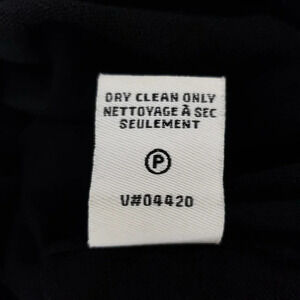 DRY CLEAN ONLY
NETTOYAGE À SEC
SEULEMENT
P
V#04420